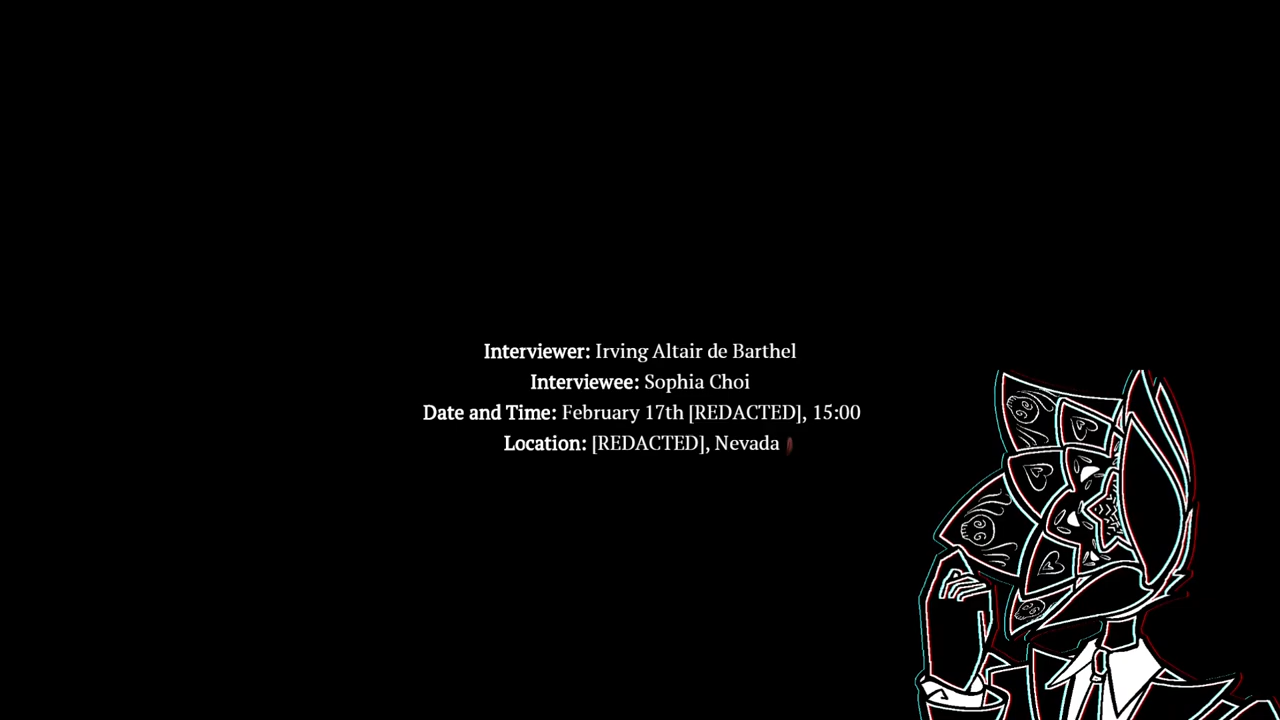 Interviewer: Irving Altair de Barthel
Interviewee: Sophia Choi
Date and Time: February 17th [REDACTED], 15:00
Location: [REDACTED], Nevada